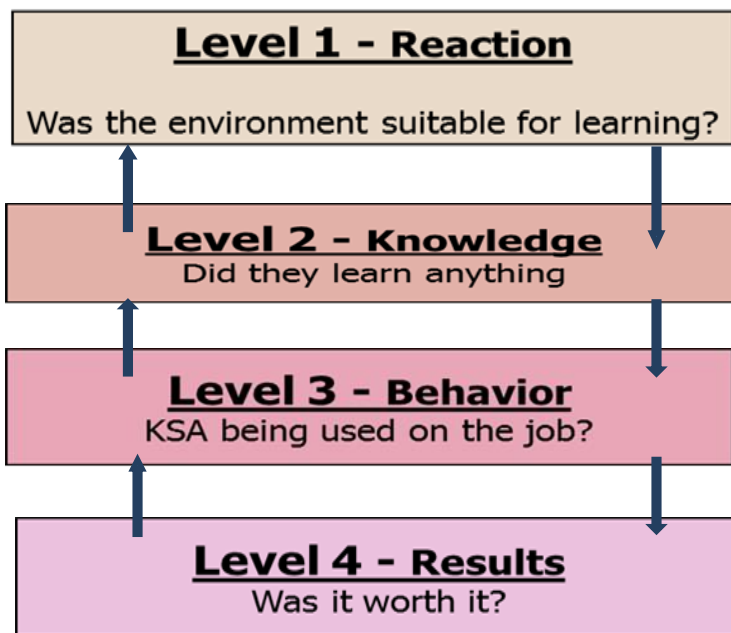 Level 1 - Reaction
Was the environment suitable for learning?
Level 2 - Knowledge
Did they learn anything
Level 3 - Behavior
KSA being used on the job?
Level 4 - Results
Was it worth it?